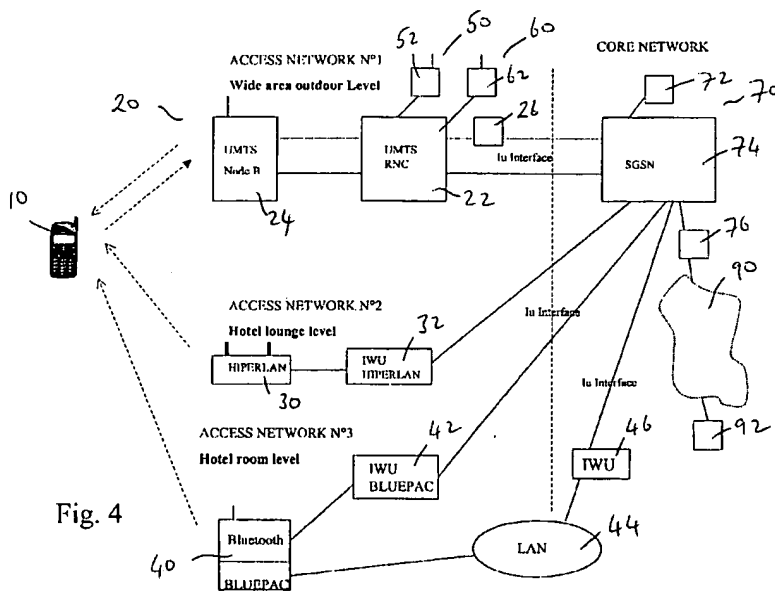 ACCESS NETWORK N°1
Wide area outdoor Level
CORE NETWORK
52
50
60
62
26
72
70
20
UMTS
Node B
24
UMTS
RNC
22
Iu Interface
SGSN
74
10
76
90
ACCESS NETWORK N°2
Hotel lounge level
32
Iu Interface
HIPERLAN
30
IWU
HIPERLAN
Iu Interface
92
ACCESS NETWORK N°3
Hotel room level
42
IWU
BLUEPAC
46
IWU
Fig. 4
40
Bluetooth
BLUEPAC
LAN
44